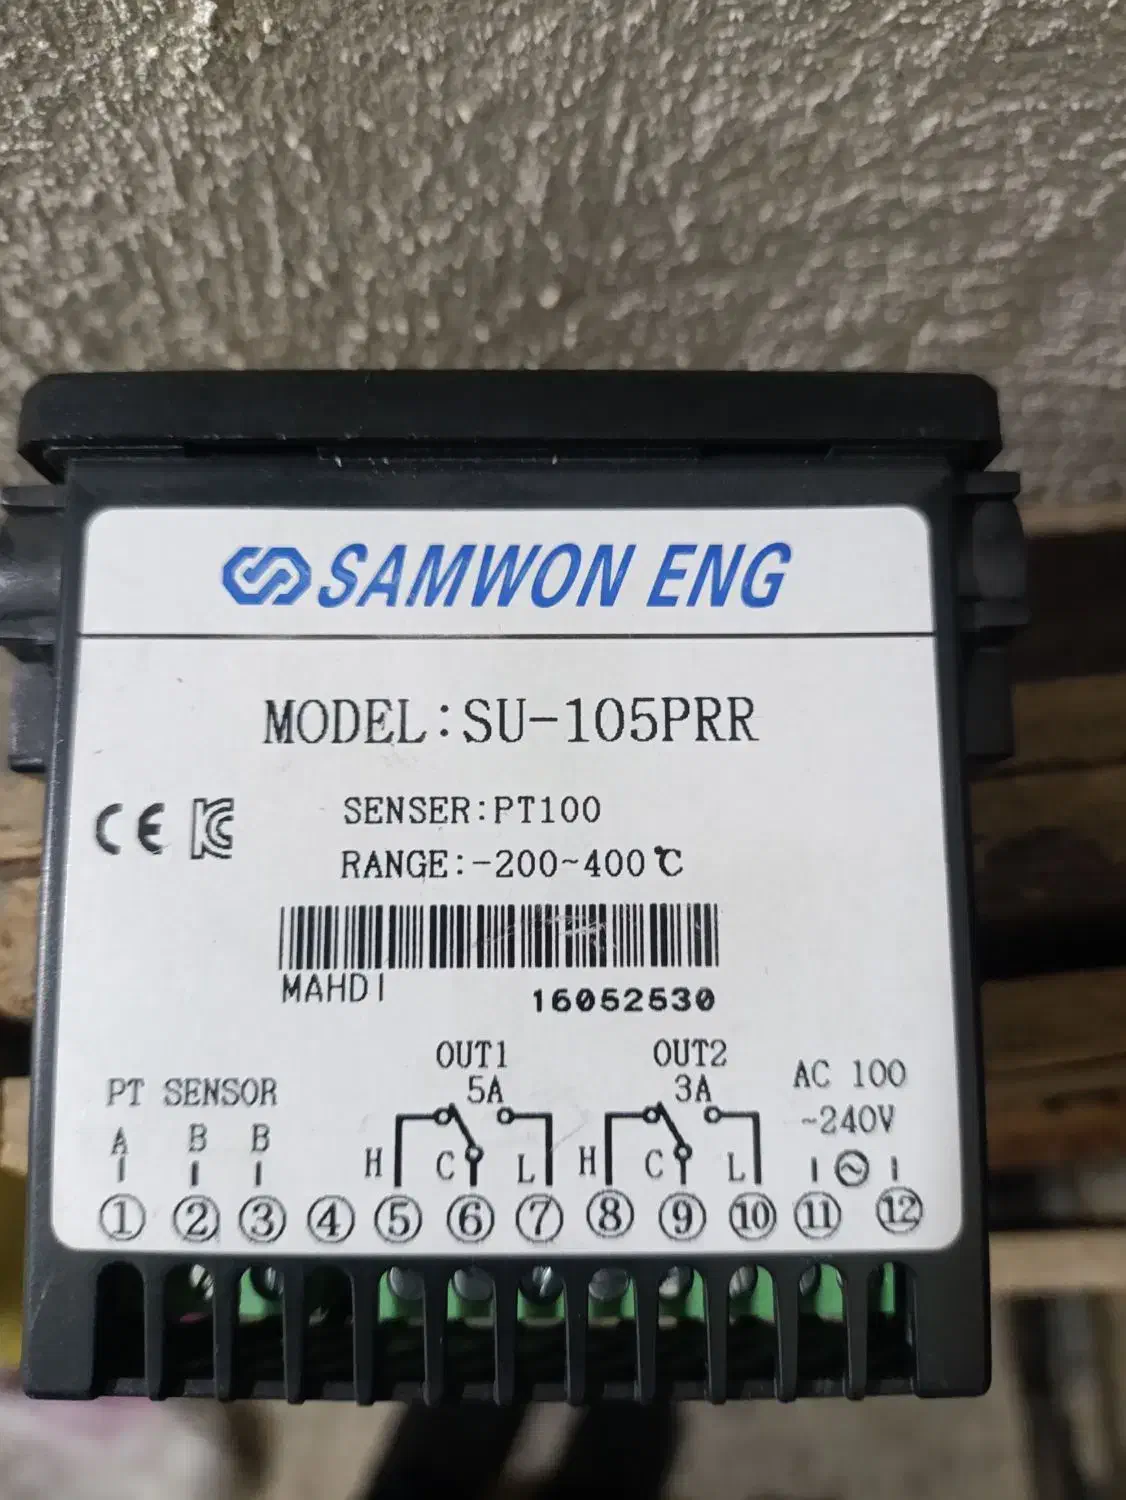 SAMWON ENG
MODEL:SU-105PRR
CE KC
SENSER:PT100
RANGE:-200~400℃
MAHDI
16052530
PT SENSOR
A B B
OUT1
5A
H C L
OUT2
3A
H C L
AC 100
~240V
① ② ③ ④ ⑤ ⑥ ⑦ ⑧ ⑨ ⑩ ⑪ ⑫